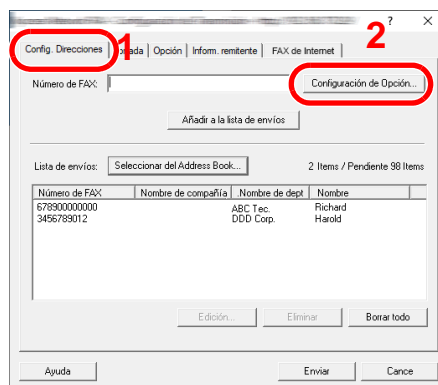 ? ×
Config. Direcciones 1 Opción Inform. remitente FAX de Internet 2
Número de FAX: Configuración de Opción...
Añadir a la lista de envíos
Lista de envíos: Seleccionar del Address Book... 2 Items / Pendiente 98 Items
Número de FAX Nombre de compañía .Nombre de dept Nombre
678900000000 ABC Tec. Richard
3456789012 DDD Corp. Harold
Edición... Eliminar Borrar todo
Ayuda Enviar Cance